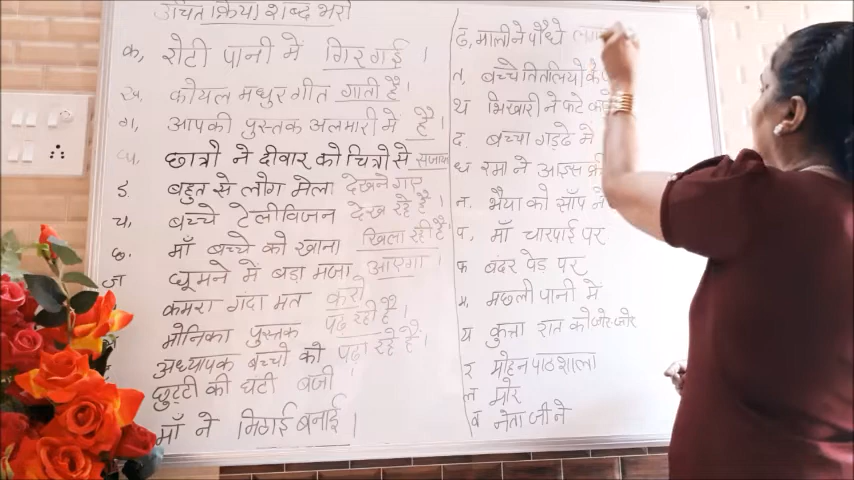 उचित क्रिया शब्द भरो
क, रोटी पानी में गिर गई ।
ख, कोयल मधुर गीत गाती है ।
ग, आपकी पुस्तक अलमारी में है ।
घ, छात्रो ने दीवार को चित्रो से सजाया
ड. बहुत से लोग मेला देखने गए
च, बच्चे टेलीविजन देख रहे है ।
छ, माँ बच्चे को खाना खिला रही है ।
ज घूमने में बड़ा मजा आएगा ।
कमरा गंदा मत करो
मोनिका पुस्तक पढ़ रही है
अध्यापक बच्चो को पढ़ा रहे है ।
छुट्टी की घंटी बजी ।
माँ ने मिठाई बनाई ।
ढ, माली ने पौधे
त, बच्चे तितलियो के
थ भिखारी ने फटे
द. बच्चा गड्ढे मे
ध रमा ने
न. भैया को साँप ने
प, माँ चारपाई पर
फ बंदर पेड़ पर
म मछली पानी मे
य कुत्ता रात को जोर-जोर
र मोहन पाठशाला
ल मोर
व नेता जी ने